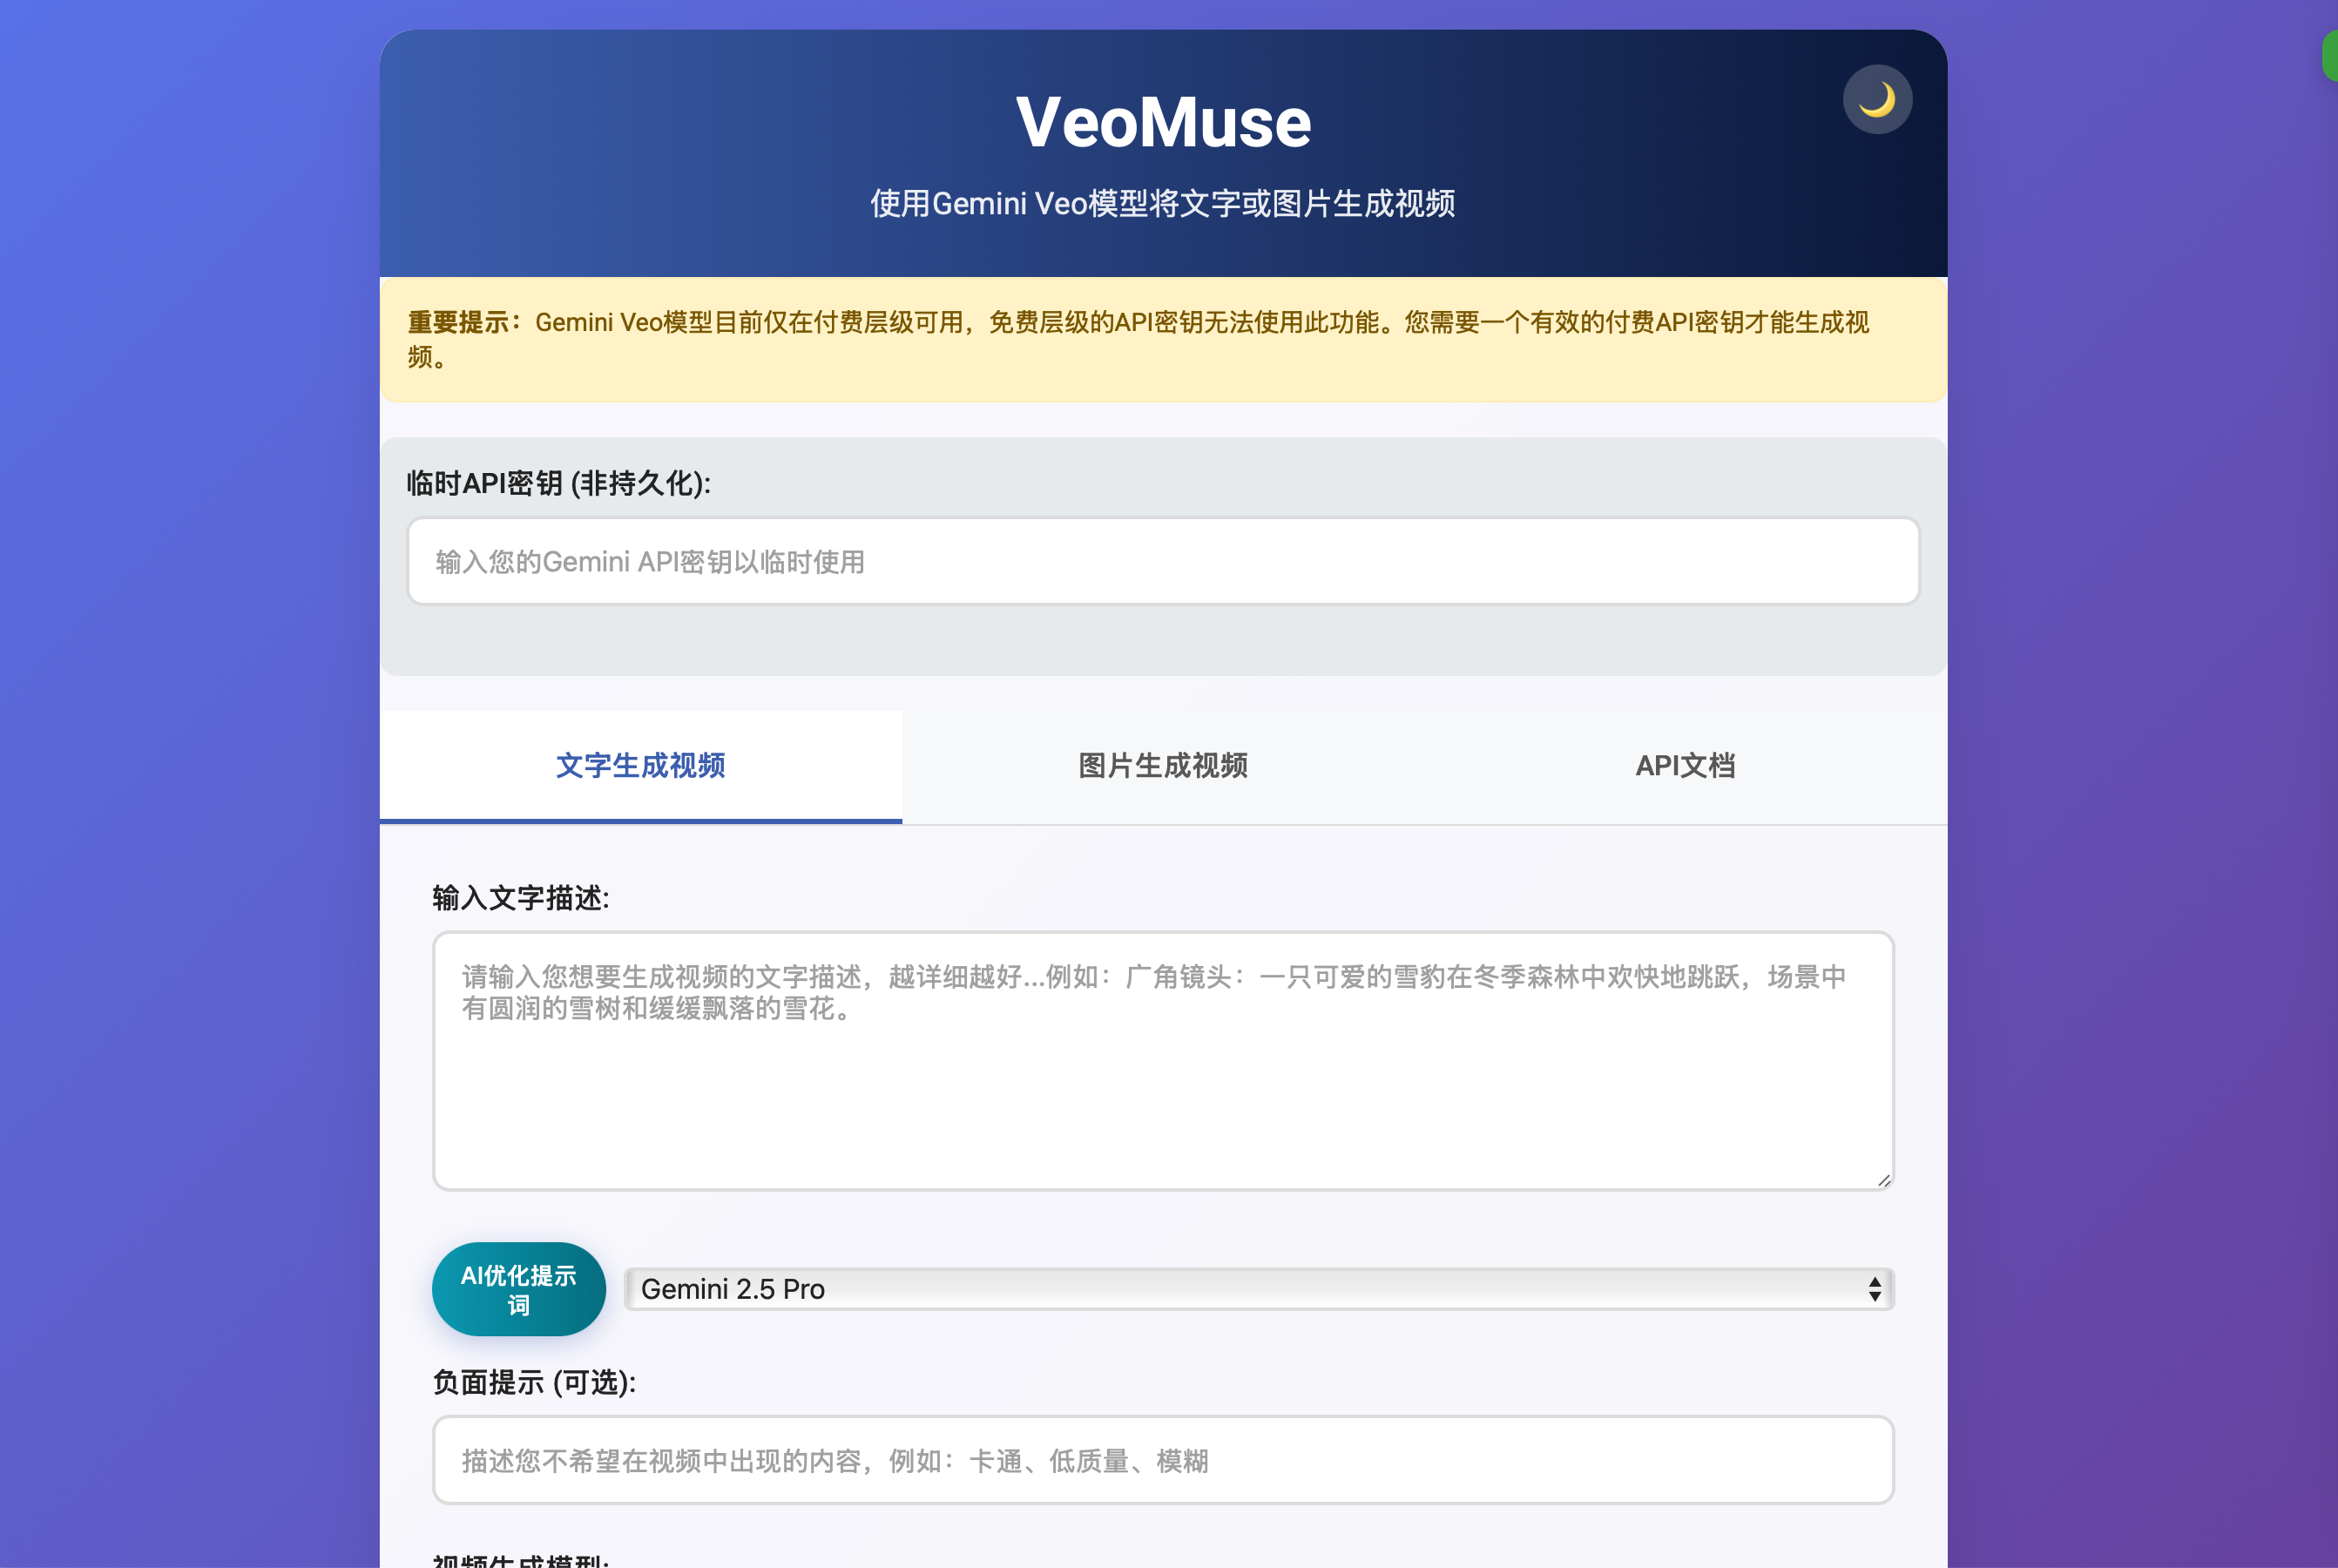 VeoMuse
使用Gemini Veo模型将文字或图片生成视频
重要提示：Gemini Veo模型目前仅在付费层级可用，免费层级的API密钥无法使用此功能。您需要一个有效的付费API密钥才能生成视
频。
临时API密钥 (非持久化):
输入您的Gemini API密钥以临时使用
文字生成视频
图片生成视频
API文档
输入文字描述:
请输入您想要生成视频的文字描述，越详细越好...例如：广角镜头：一只可爱的雪豹在冬季森林中欢快地跳跃，场景中
有圆润的雪树和缓缓飘落的雪花。
AI优化提示
词
Gemini 2.5 Pro
负面提示 (可选):
描述您不希望在视频中出现的内容，例如：卡通、低质量、模糊
视频生成模型: